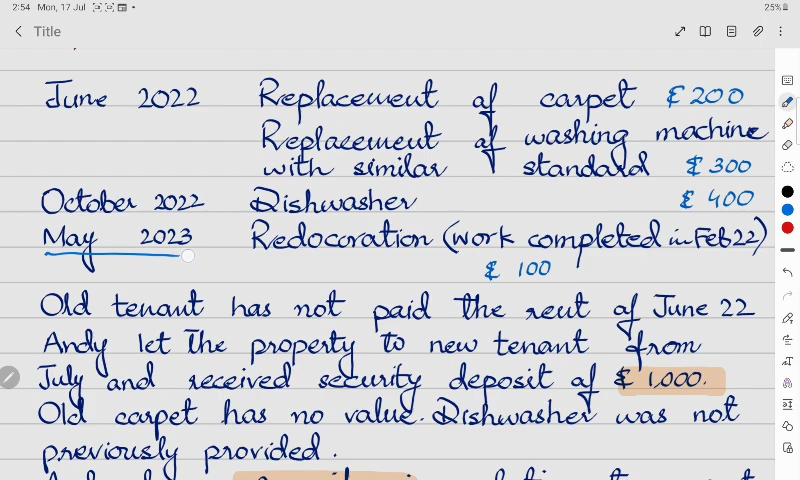 2:54 Mon, 17 Jul
25%
Title
June 2022 Replacement of carpet £200
Replacement of washing machine
with similar standard £300
October 2022 Dishwasher £400
May 2023 Redocoration (work completed in Feb 22)
£ 100
Old tenant has not paid the rent of June 22
Andy let the property to new tenant from
July and received security deposit of £ 1,000.
Old carpet has no value. Dishwasher was not
previously provided.